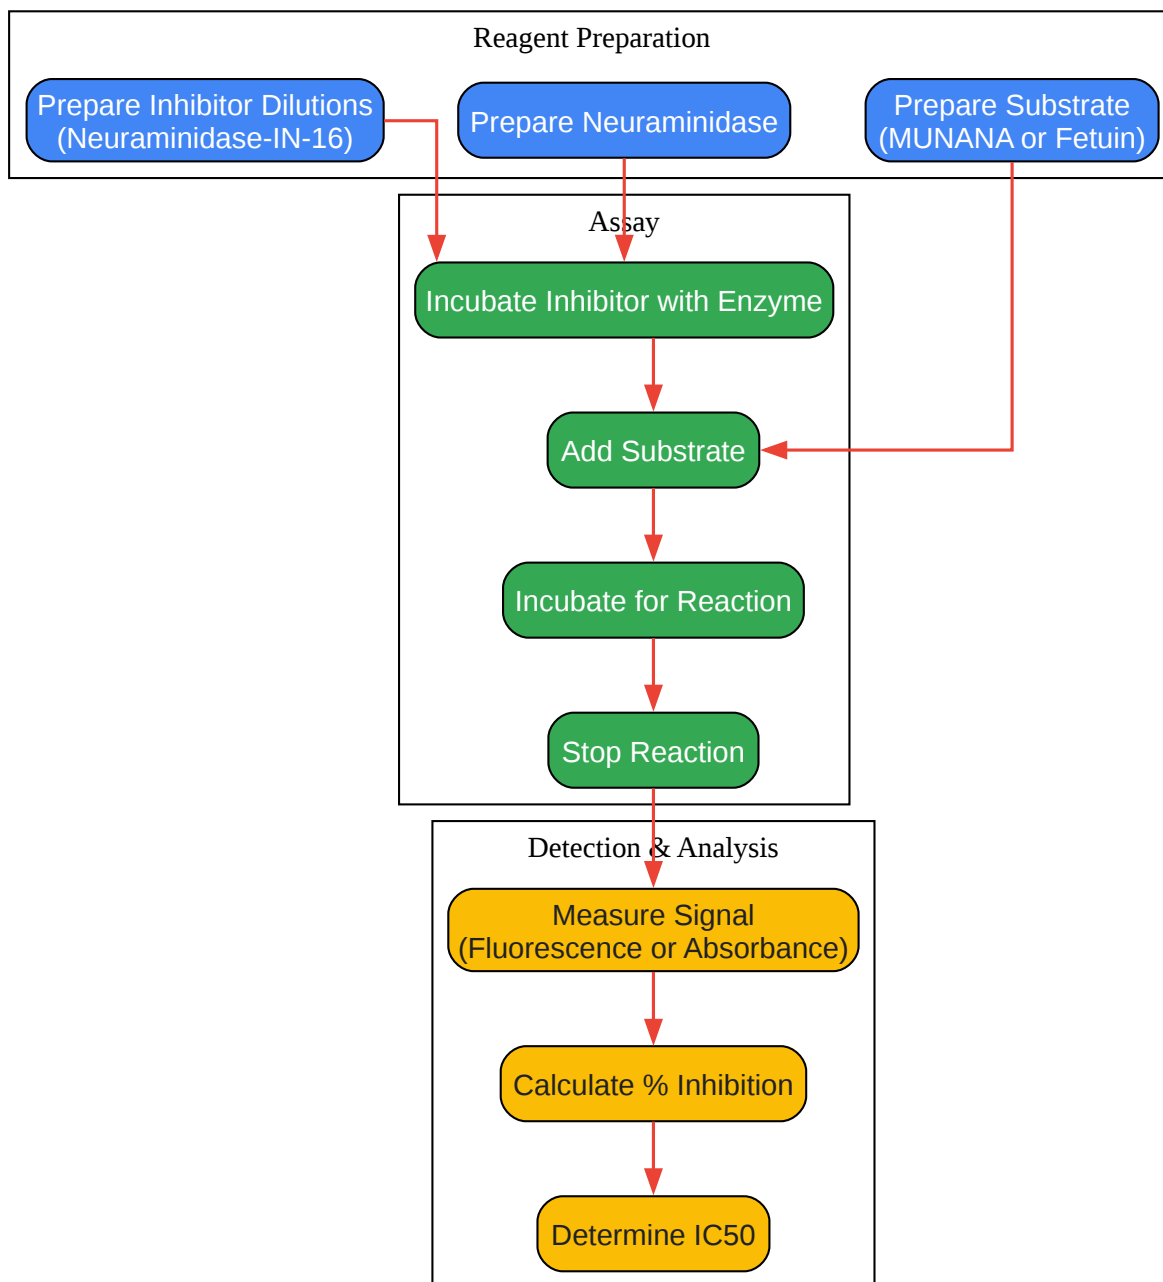 Reagent Preparation
Prepare Inhibitor Dilutions
(Neuraminidase-IN-16)
Prepare Neuraminidase
Prepare Substrate
(MUNANA or Fetuin)
Assay
Incubate Inhibitor with Enzyme
Add Substrate
Incubate for Reaction
Stop Reaction
Detection & Analysis
Measure Signal
(Fluorescence or Absorbance)
Calculate % Inhibition
Determine IC50